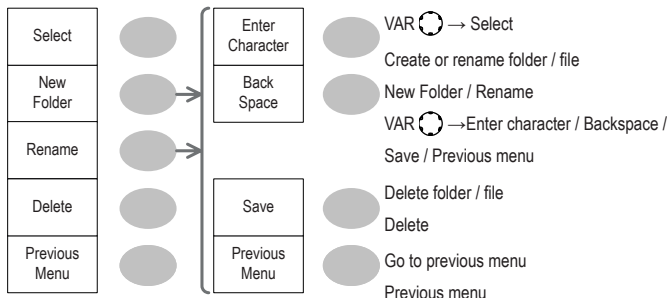 Select
New
Folder
Rename
Delete
Previous
Menu
Enter
Character
Back
Space
Save
Previous
Menu
VAR → Select
Create or rename folder / file
New Folder / Rename
VAR →Enter character / Backspace /
Save / Previous menu
Delete folder / file
Delete
Go to previous menu
Previous menu